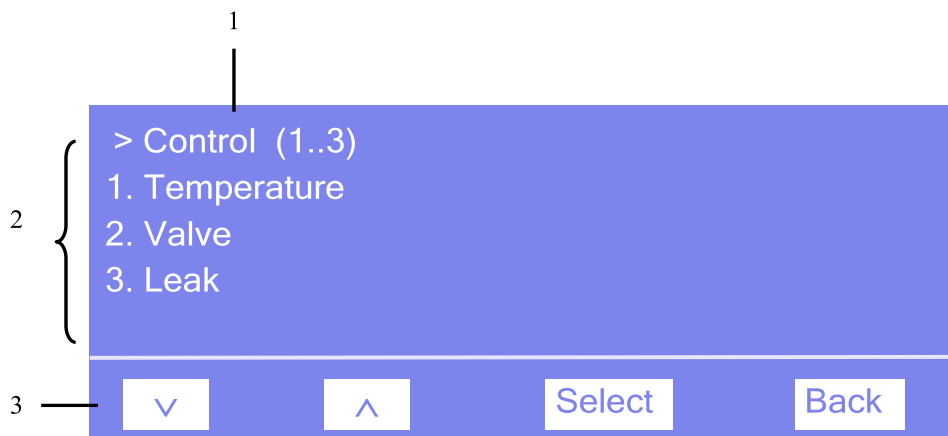 1
> Control (1..3)
1. Temperature
2. Valve
3. Leak
2
3
Select Back